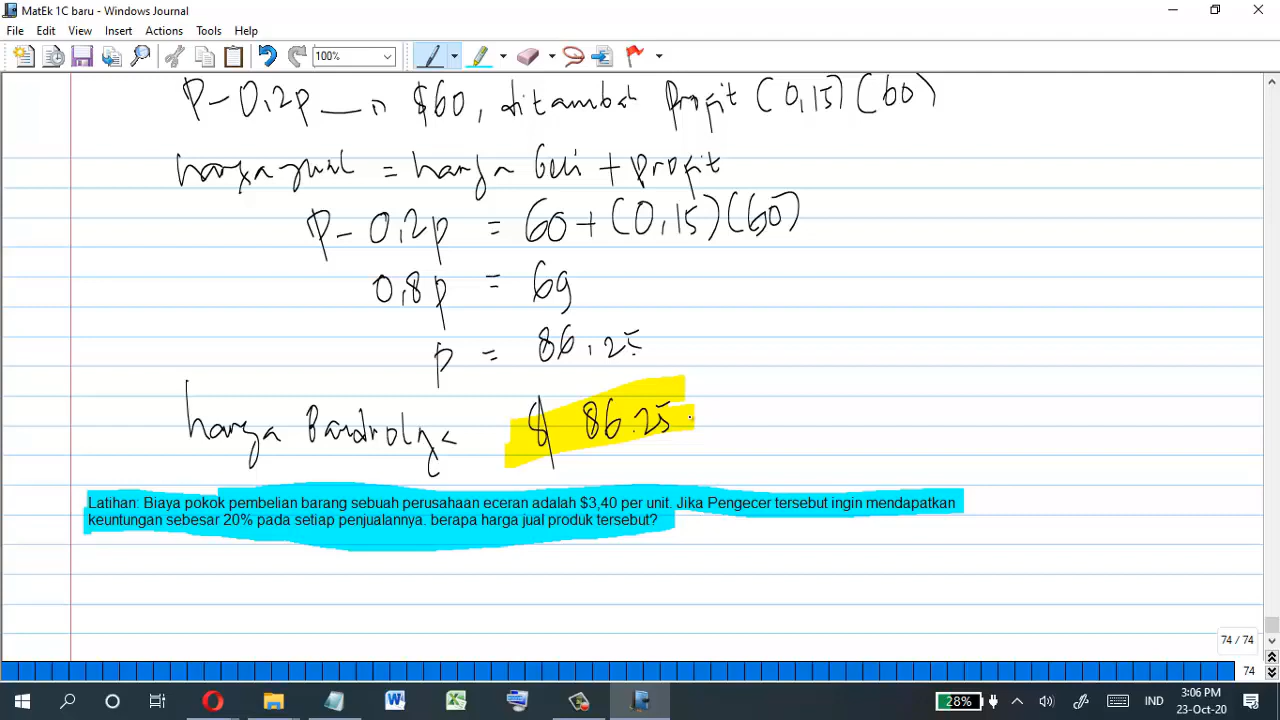 MatEk 1C baru - Windows Journal
File Edit View Insert Actions Tools Help
100%
P-0,2p $60, ditambah profit (0,15)(60)
harga jual = harga beli + profit
P-0,2p = 60+(0,15)(60)
0,8p = 69
p = 86,25
harga Bandrolnya $ 86.25
Latihan: Biaya pokok pembelian barang sebuah perusahaan eceran adalah $3,40 per unit. Jika Pengecer tersebut ingin mendapatkan
keuntungan sebesar 20% pada setiap penjualannya. berapa harga jual produk tersebut?
74 / 74
74
28% IND 3:06 PM
23-Oct-20